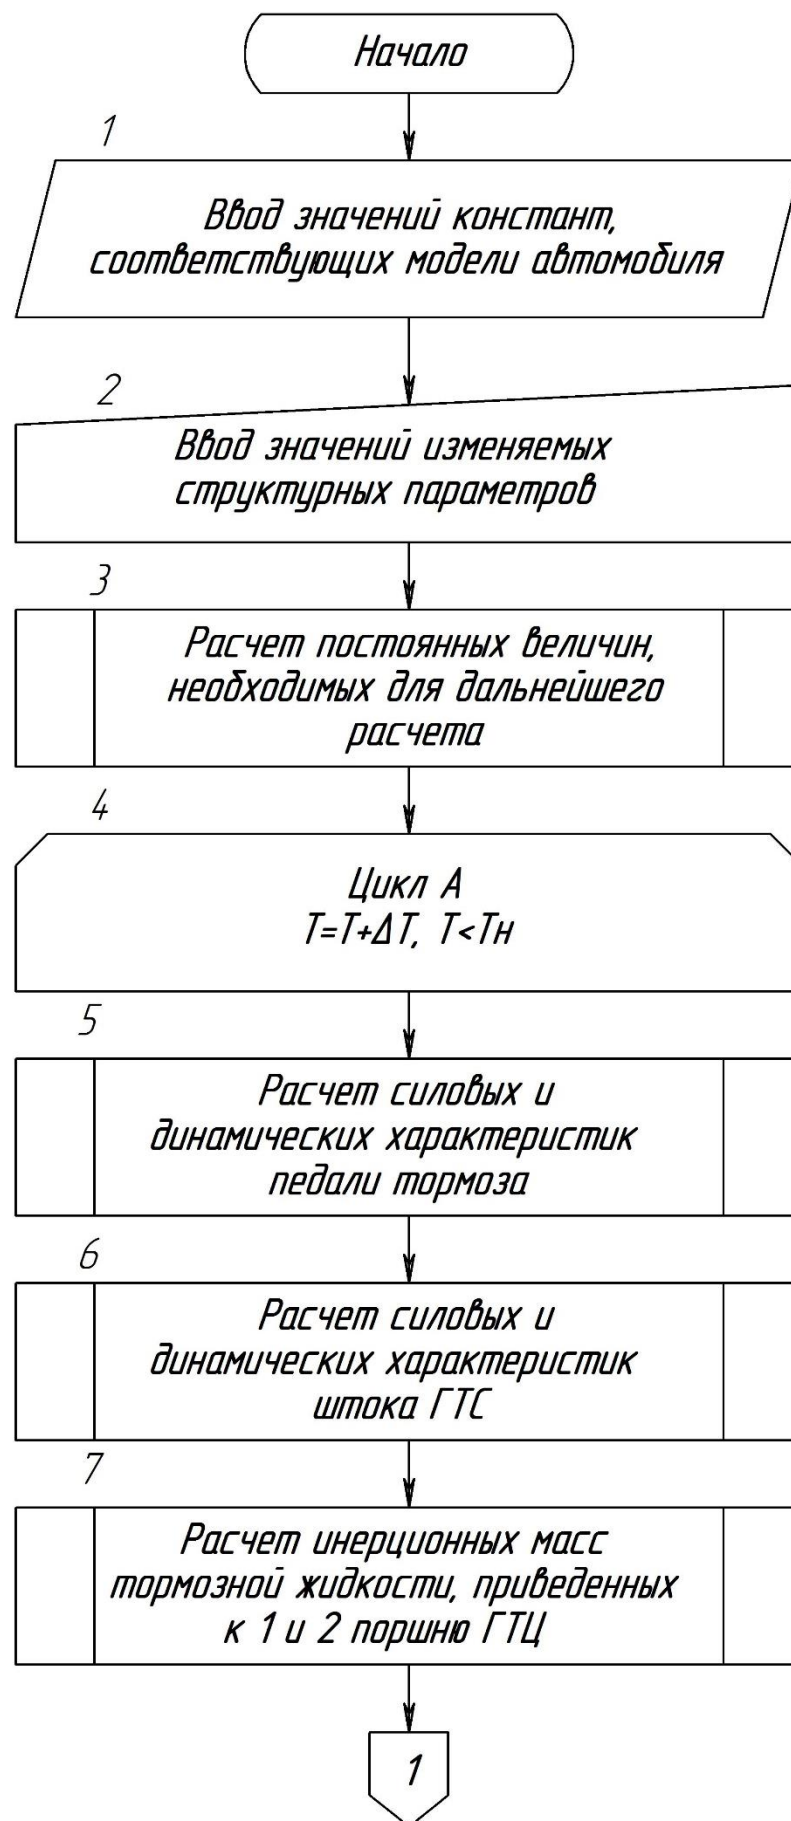 Начало
1
Ввод значений констант,
соответствующих модели автомобиля
2
Ввод значений изменяемых
структурных параметров
3
Расчет постоянных величин,
необходимых для дальнейшего
расчета
4
Цикл А
Т=Т+ΔТ, Т<Тн
5
Расчет силовых и
динамических характеристик
педали тормоза
6
Расчет силовых и
динамических характеристик
штока ГТС
7
Расчет инерционных масс
тормозной жидкости, приведенных
к 1 и 2 поршню ГТЦ
1